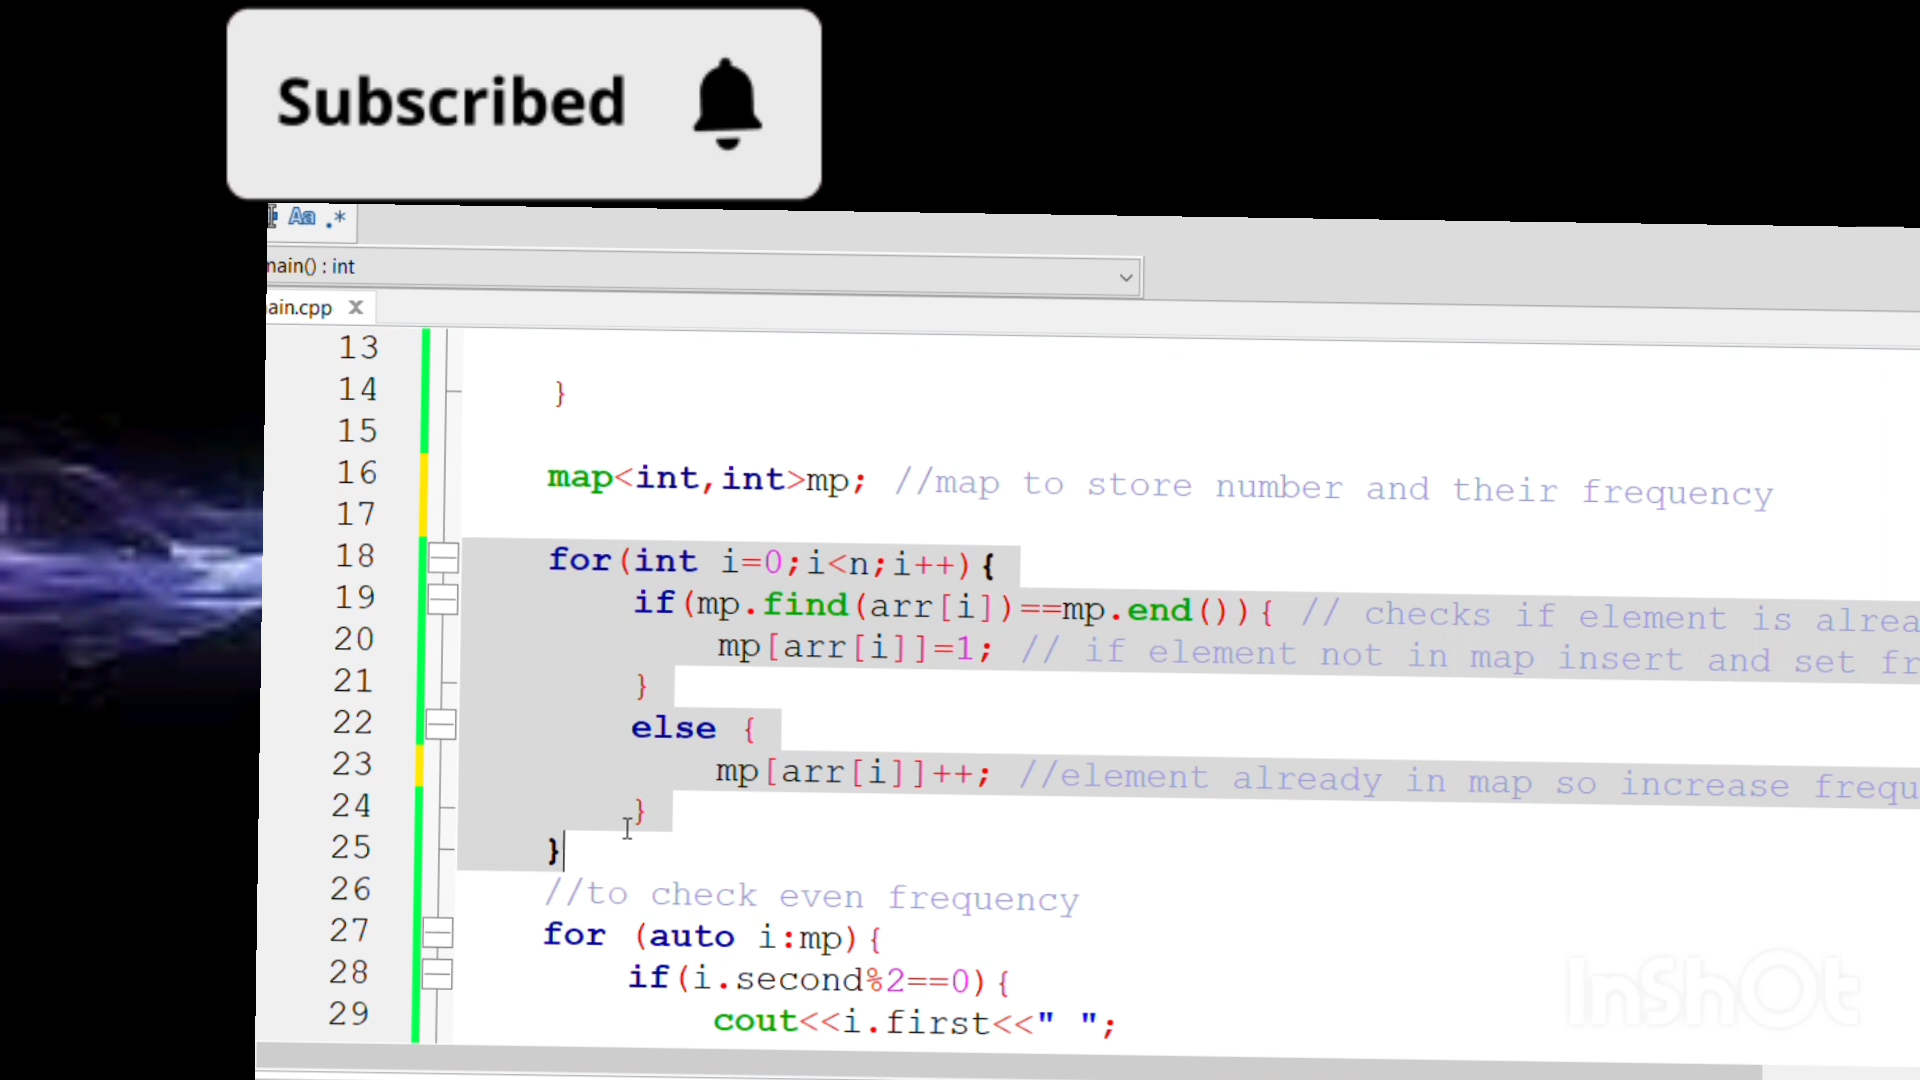 Subscribed
Aa .*
main() : int
ain.cpp
13
14 }
15
16 map<int,int>mp; //map to store number and their frequency
17
18 for(int i=0;i<n;i++){
19 if(mp.find(arr[i])==mp.end()){ // checks if element is alrea
20 mp[arr[i]]=1; // if element not in map insert and set fr
21 }
22 else {
23 mp[arr[i]]++; //element already in map so increase frequ
24 }
25 }
26 //to check even frequency
27 for (auto i:mp){
28 if(i.second%2==0){
29 cout<<i.first<<" ";
InShOt